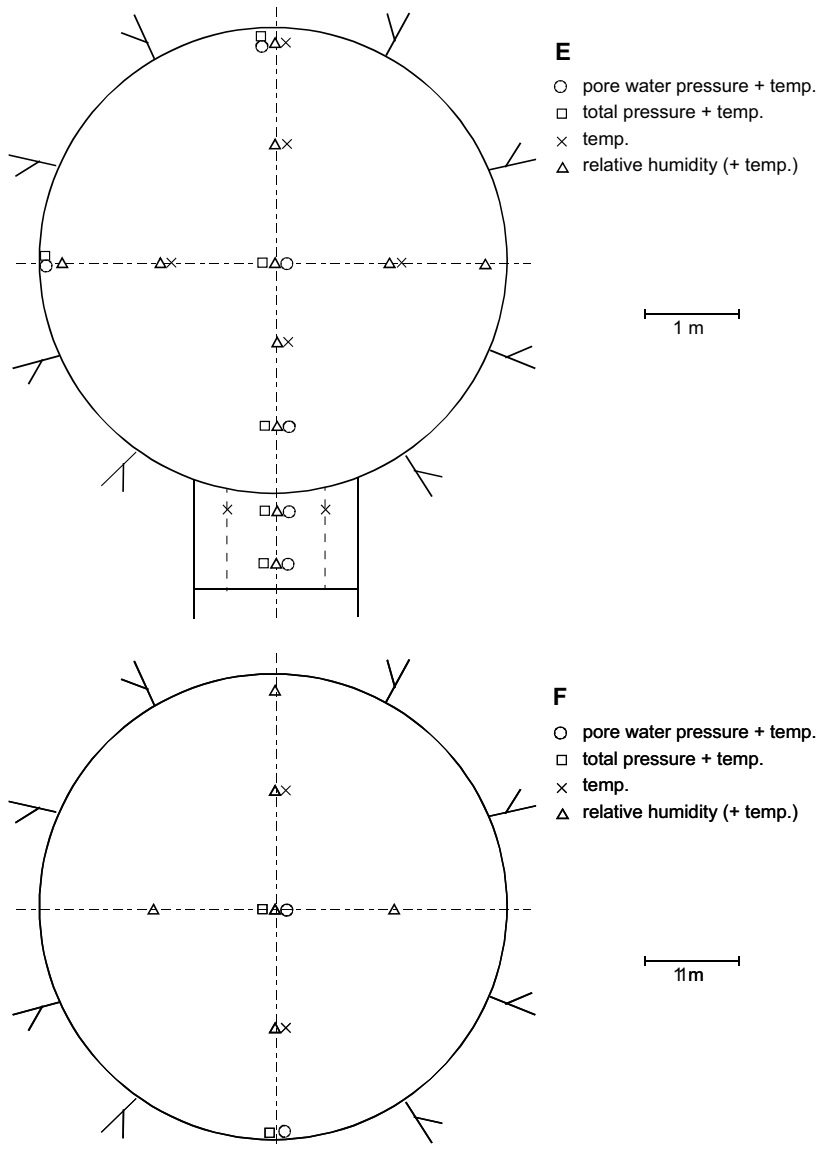 E
pore water pressure + temp.
total pressure + temp.
temp.
relative humidity (+ temp.)
1 m
F
pore water pressure + temp.
total pressure + temp.
temp.
relative humidity (+ temp.)
1 m